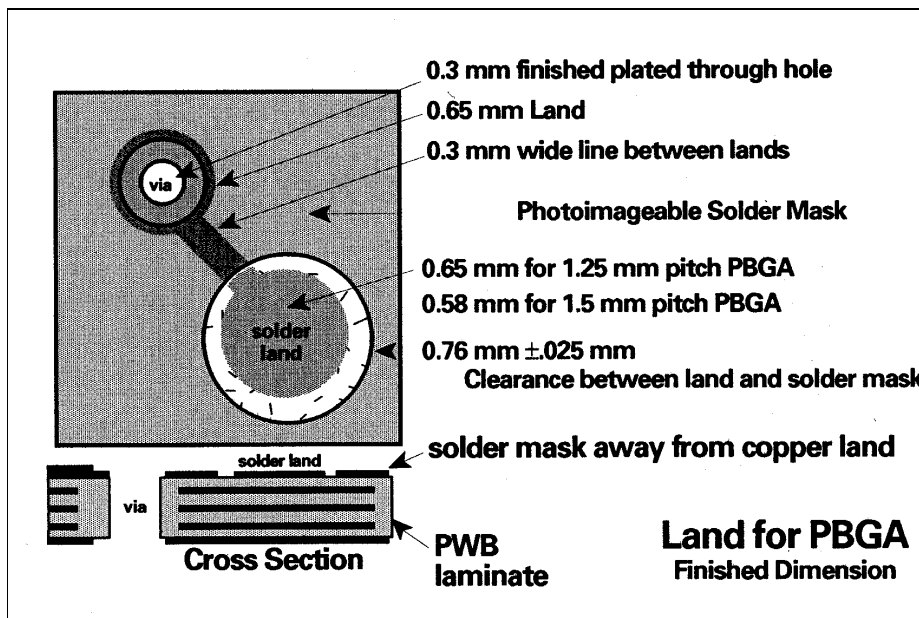 0.3 mm finished plated through hole
0.65 mm Land
0.3 mm wide line between lands
via
Photoimageable Solder Mask
0.65 mm for 1.25 mm pitch PBGA
0.58 mm for 1.5 mm pitch PBGA
solder
land
0.76 mm ±.025 mm
Clearance between land and solder mask
solder mask away from copper land
solder land
via
Cross Section
PWB
laminate
Land for PBGA
Finished Dimension